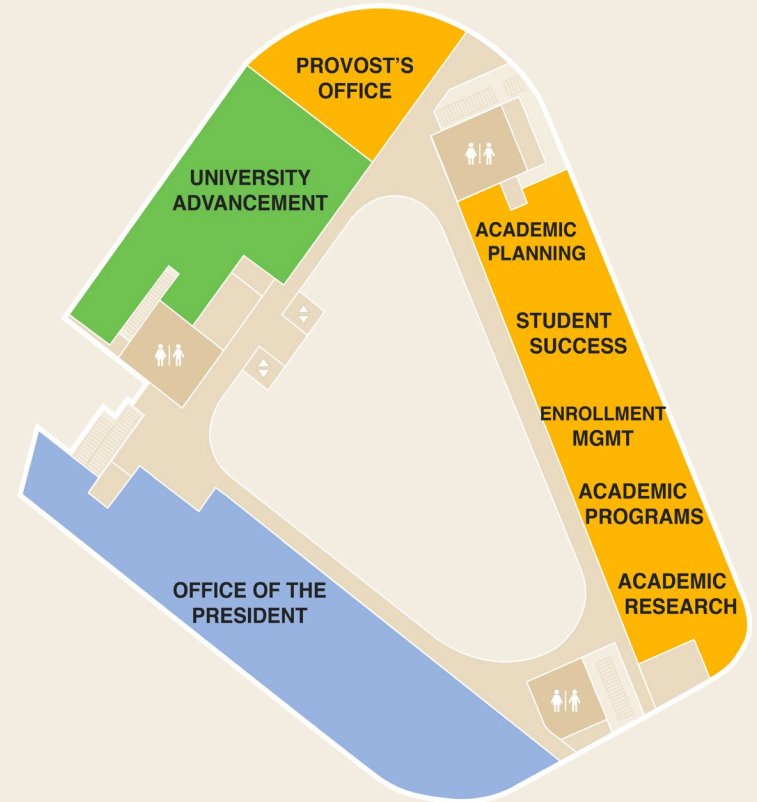 PROVOST'S
OFFICE
UNIVERSITY
ADVANCEMENT
ACADEMIC
PLANNING
STUDENT
SUCCESS
ENROLLMENT
MGMT
ACADEMIC
PROGRAMS
ACADEMIC
RESEARCH
OFFICE OF THE
PRESIDENT